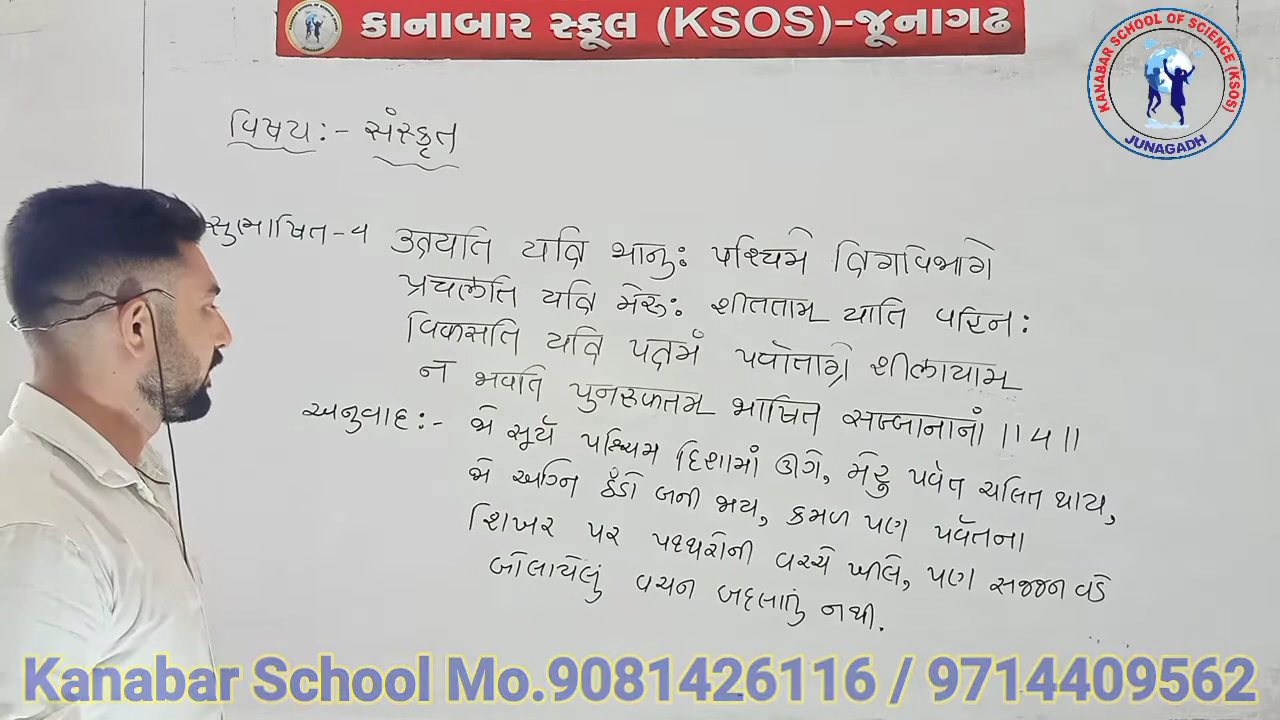 કાનાબાર સ્કૂલ (KSOS)-જૂનાગઢ
KANABAR SCHOOL OF SCIENCE (KSOS)
JUNAGADH
વિષય :- સંસ્કૃત
સુભાષિત-૫ उदयति यदि भानुः पश्चिमे दिगविभागे
प्रचलति यदि मेरुः शीतताम् याति वह्निः
विकसति यदि पद्मं पर्वताग्रे शीलायाम्
न भवति पुनरुक्तम् भाषित सज्जनानां ॥५॥
અનુવાદ :- જો સૂર્ય પશ્ચિમ દિશામાં ઊગે, મેરુ પર્વત ચલિત થાય,
જો અગ્નિ ઠંડો બની જાય, કમળ પણ પર્વતના
શિખર પર પથ્થરોની વચ્ચે ખીલે, પણ સજ્જન વડે
બોલાયેલું વચન બદલાતું નથી.
Kanabar School Mo.9081426116 / 9714409562